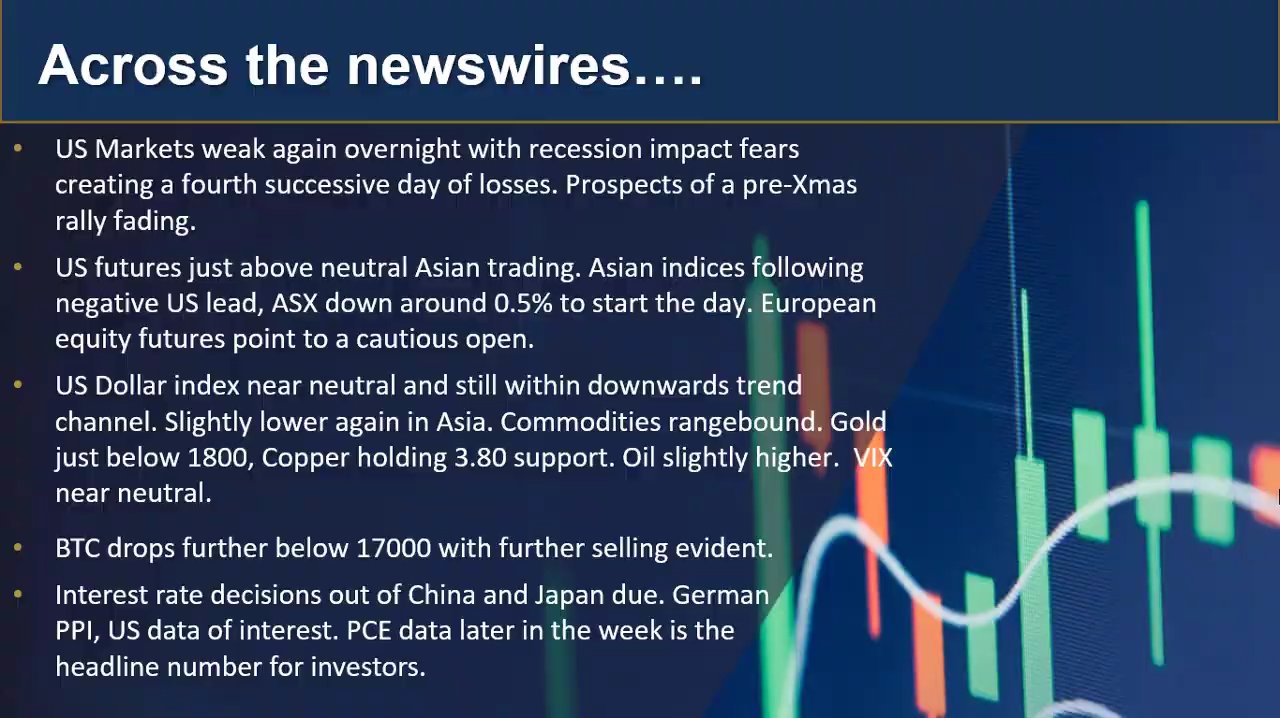 Across the newswires....
• US Markets weak again overnight with recession impact fears
creating a fourth successive day of losses. Prospects of a pre-Xmas
rally fading.
• US futures just above neutral Asian trading. Asian indices following
negative US lead, ASX down around 0.5% to start the day. European
equity futures point to a cautious open.
• US Dollar index near neutral and still within downwards trend
channel. Slightly lower again in Asia. Commodities rangebound. Gold
just below 1800, Copper holding 3.80 support. Oil slightly higher.  VIX
near neutral.
• BTC drops further below 17000 with further selling evident.
• Interest rate decisions out of China and Japan due. German
PPI, US data of interest. PCE data later in the week is the
headline number for investors.